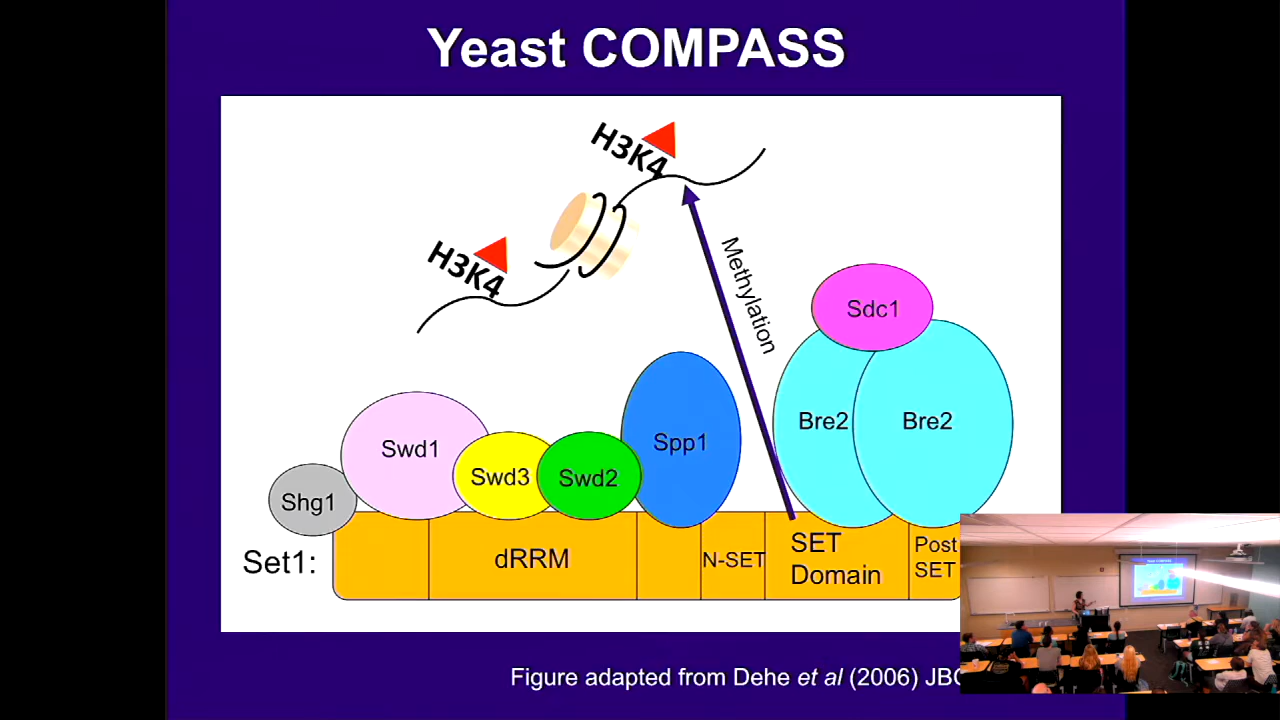 Yeast COMPASS
H3K4
H3K4
Methylation
Sdc1
Bre2
Bre2
Spp1
Swd1
Swd3
Swd2
Shg1
Set1:
dRRM
N-SET
SET
Domain
Post
SET
Figure adapted from Dehe et al (2006)